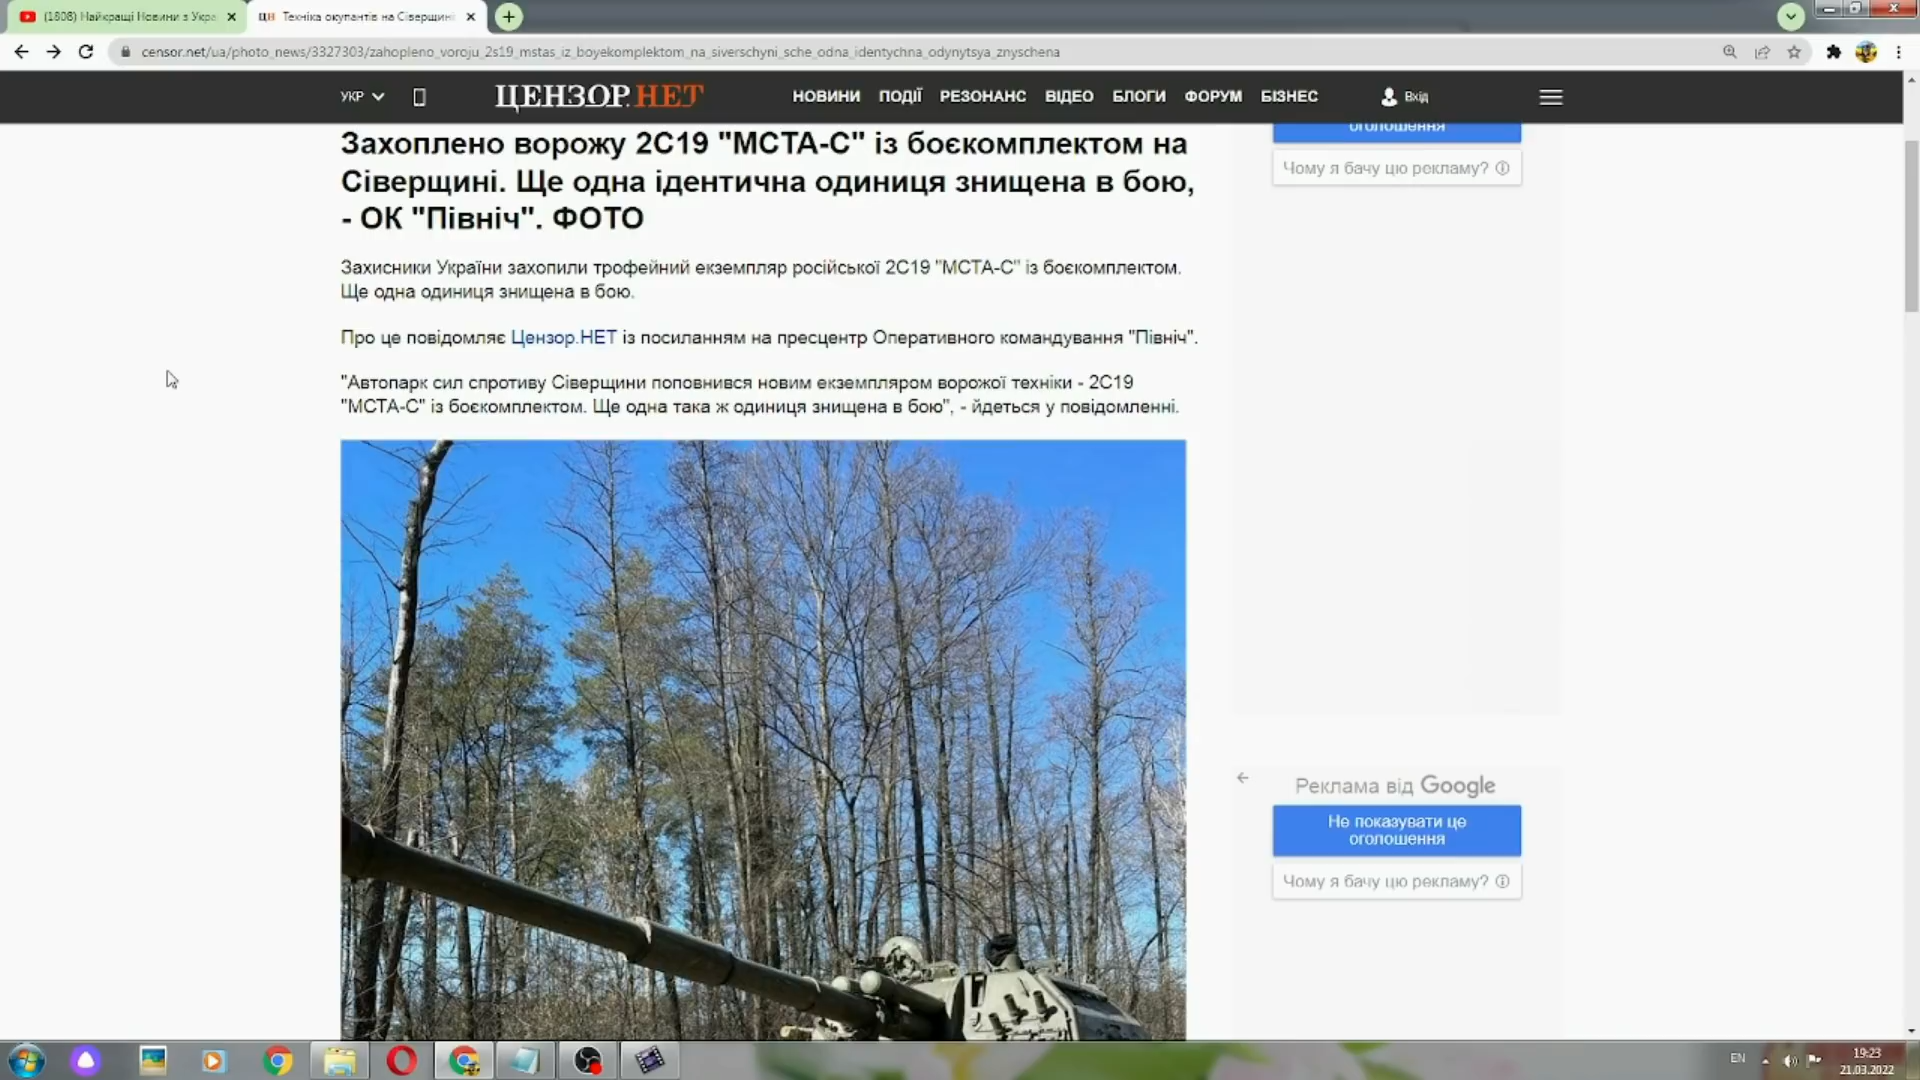 (1808) Найкращі Новини з Укра
Техніка окупантів на Сіверщині
censor.net/ua/photo_news/3327303/zahopleno_voroju_2s19_mstas_iz_boyekomplektom_na_siverschyni_sche_odna_identychna_odynytsya_znyschena
УКР
ЦЕНЗОР.НЕТ
НОВИНИ ПОДІЇ РЕЗОНАНС ВІДЕО БЛОГИ ФОРУМ БІЗНЕС
Вхід
Захоплено ворожу 2С19 "МСТА-С" із боєкомплектом на
Сіверщині. Ще одна ідентична одиниця знищена в бою,
- ОК "Північ". ФОТО
Захисники України захопили трофейний екземпляр російської 2С19 "МСТА-С" із боєкомплектом.
Ще одна одиниця знищена в бою.
Про це повідомляє Цензор.НЕТ із посиланням на пресцентр Оперативного командування "Північ".
"Автопарк сил спротиву Сіверщини поповнився новим екземпляром ворожої техніки - 2С19
"МСТА-С" із боєкомплектом. Ще одна така ж одиниця знищена в бою", - йдеться у повідомленні.
оголошення
Чому я бачу цю рекламу?
Реклама від Google
Не показувати це
оголошення
Чому я бачу цю рекламу?
EN
19:23
21.03.2022